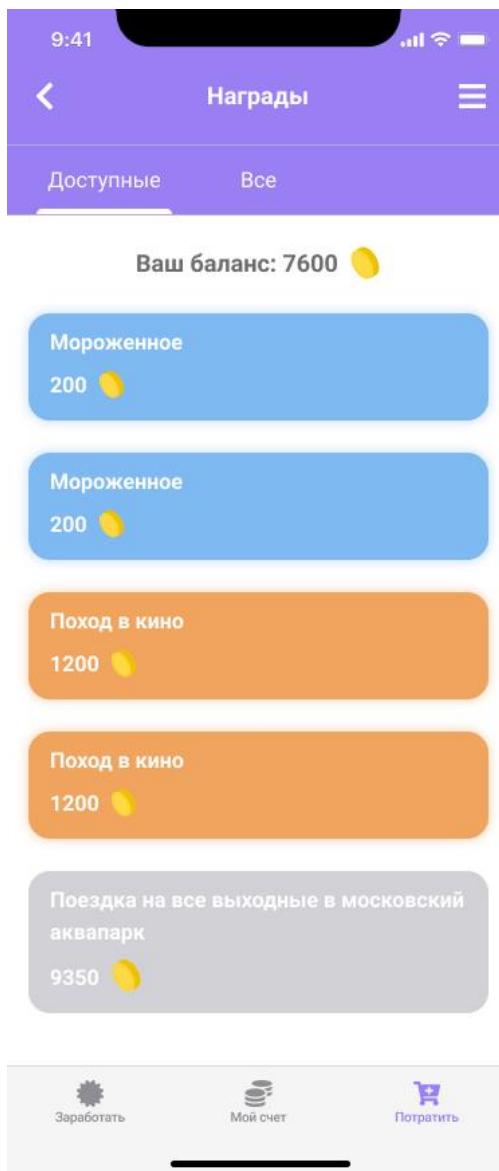 9:41
Награды
Доступные Все
Ваш баланс: 7600
Мороженное
200
Мороженное
200
Поход в кино
1200
Поход в кино
1200
Поездка на все выходные в московский
аквапарк
9350
Заработать Мой счет Потратить